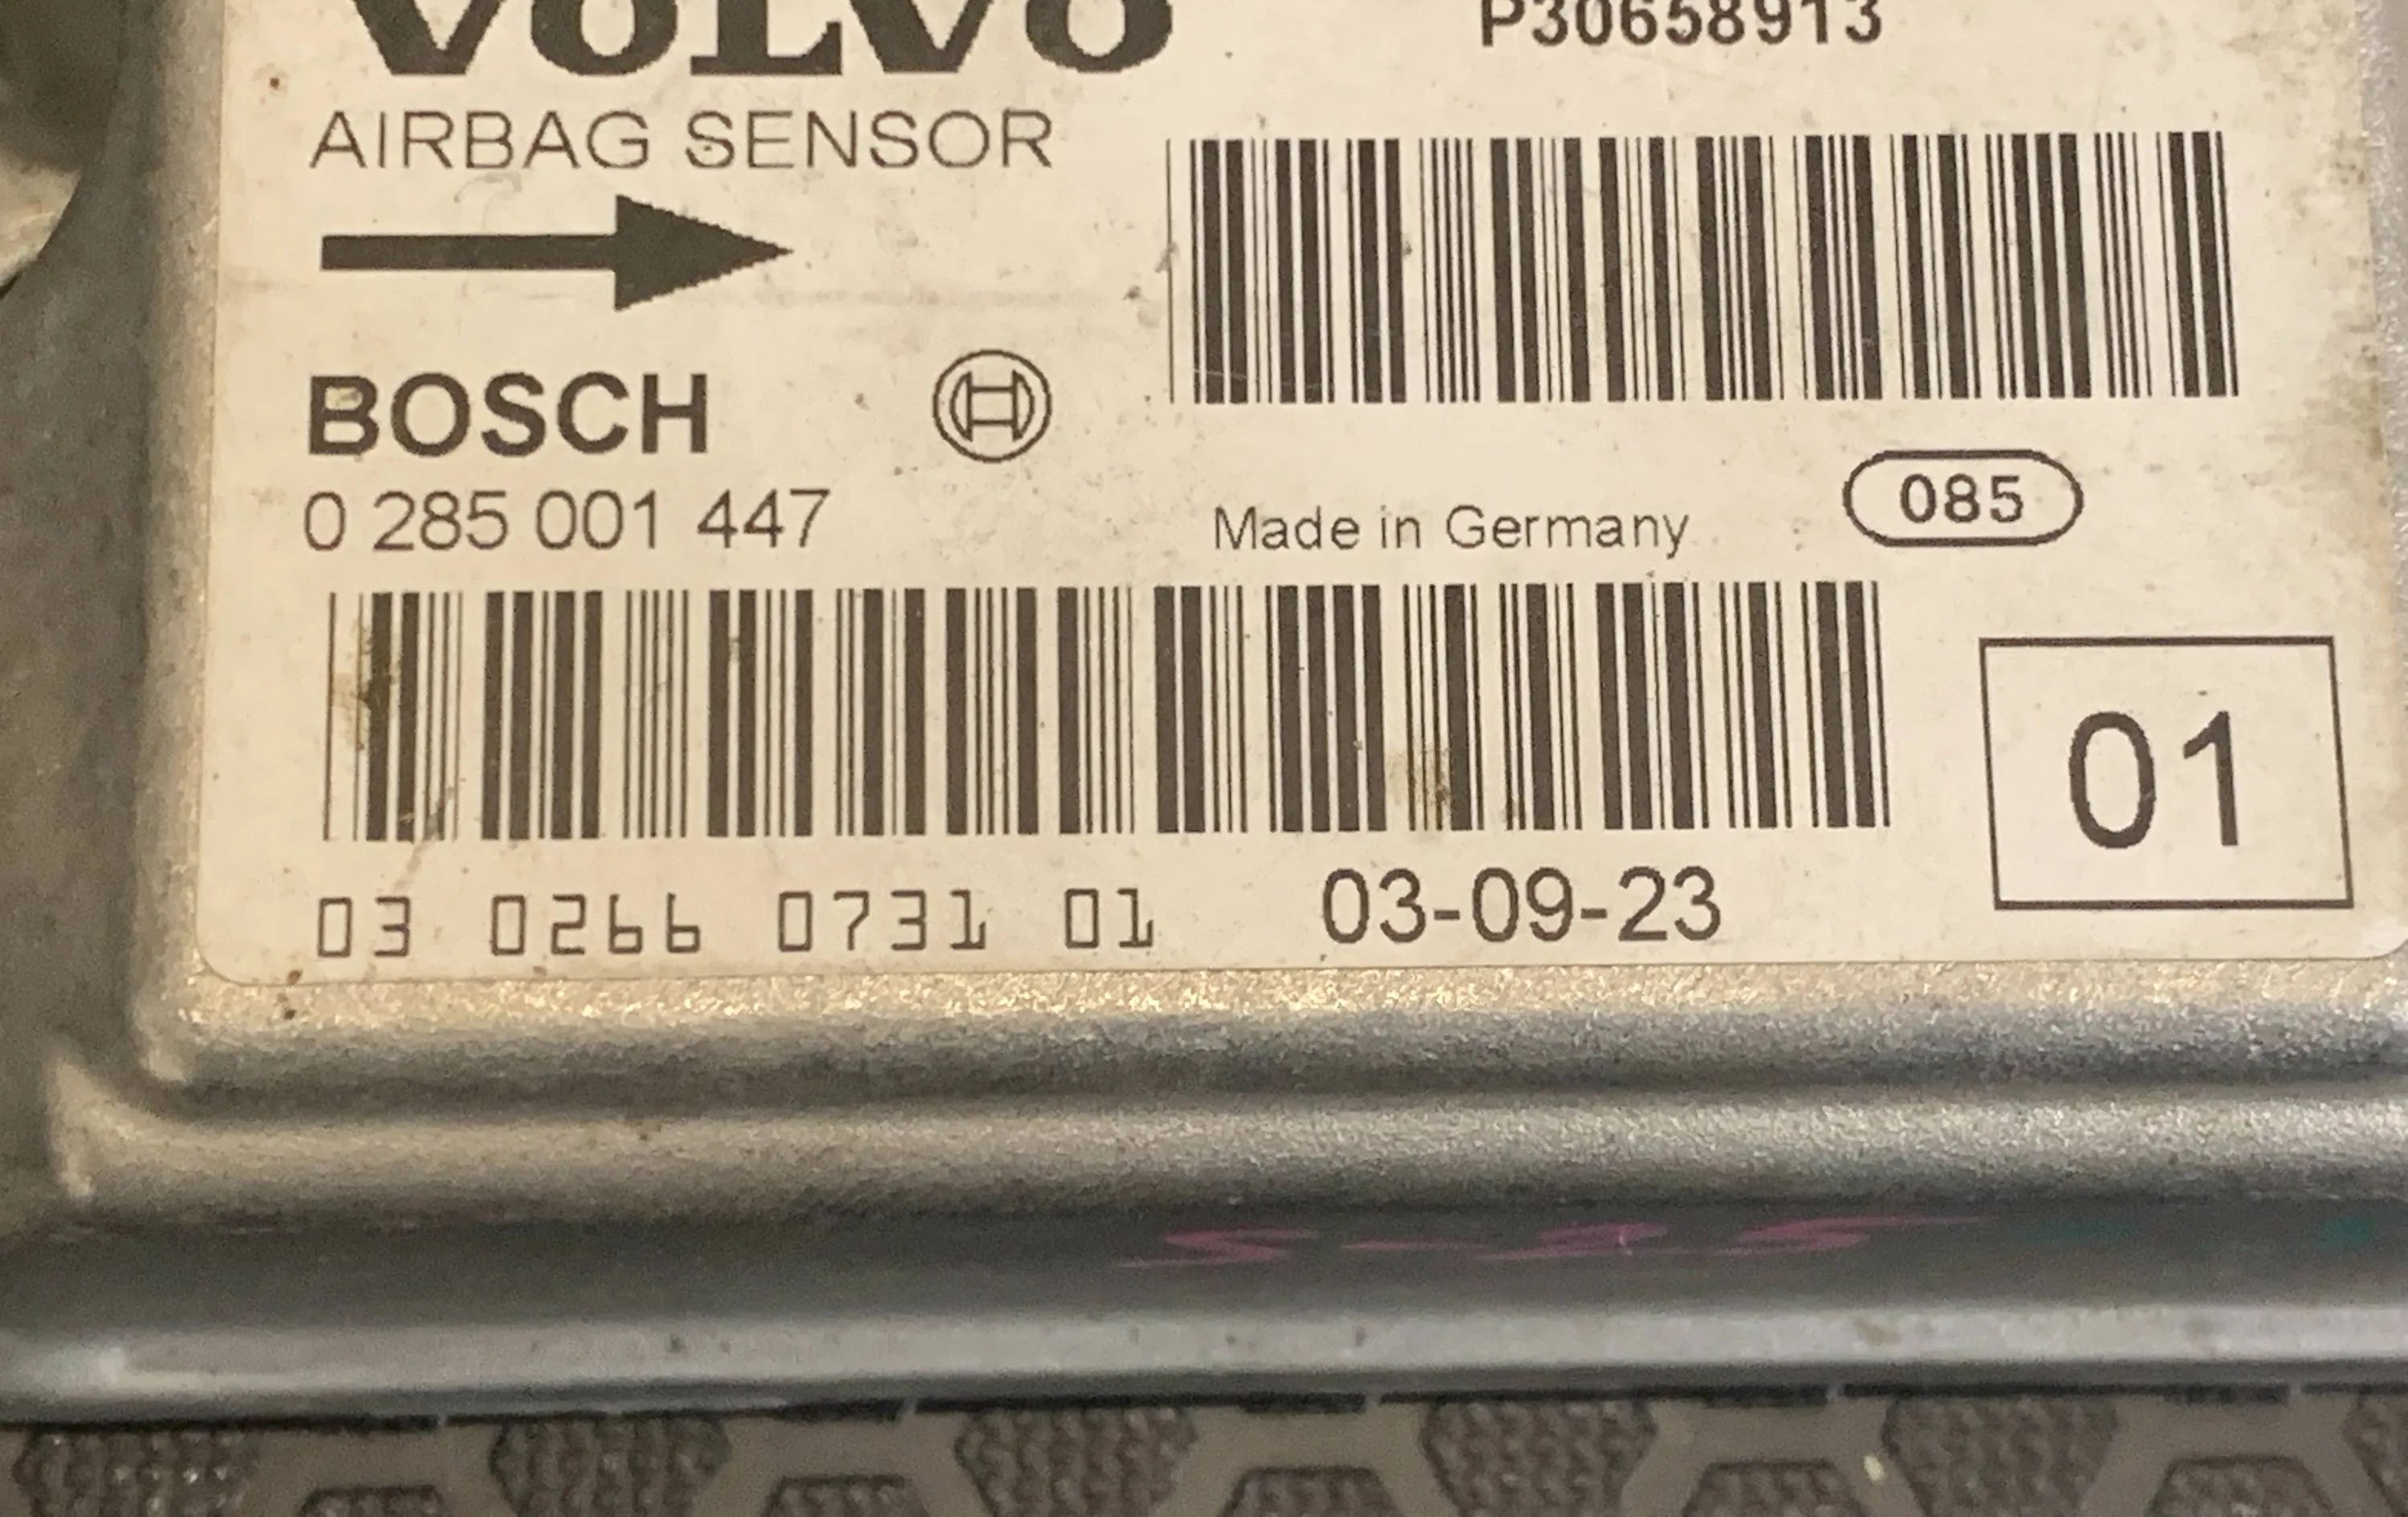 VOLVO
P30658913
AIRBAG SENSOR
BOSCH
0 285 001 447
Made in Germany
085
01
03 0266 0731 01
03-09-23